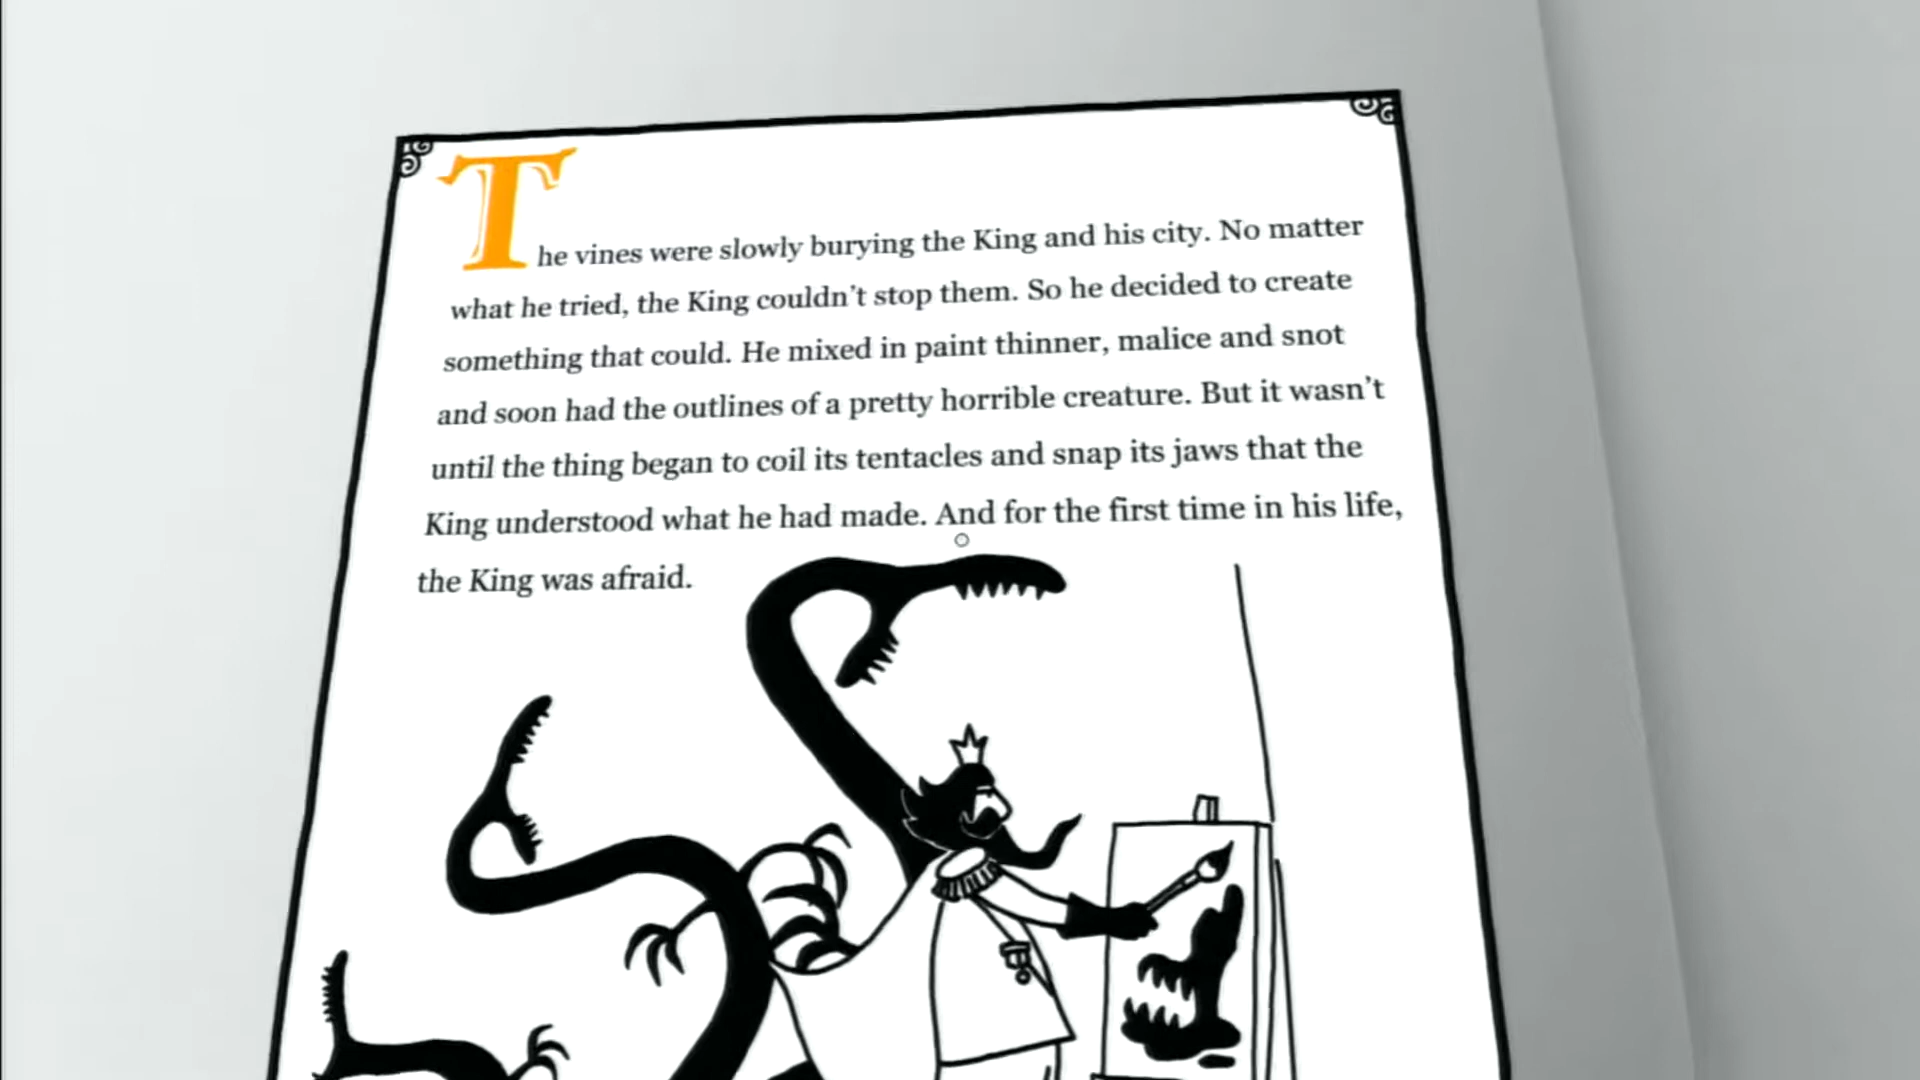 The vines were slowly burying the King and his city. No matter
what he tried, the King couldn't stop them. So he decided to create
something that could. He mixed in paint thinner, malice and snot
and soon had the outlines of a pretty horrible creature. But it wasn't
until the thing began to coil its tentacles and snap its jaws that the
King understood what he had made. And for the first time in his life,
the King was afraid.